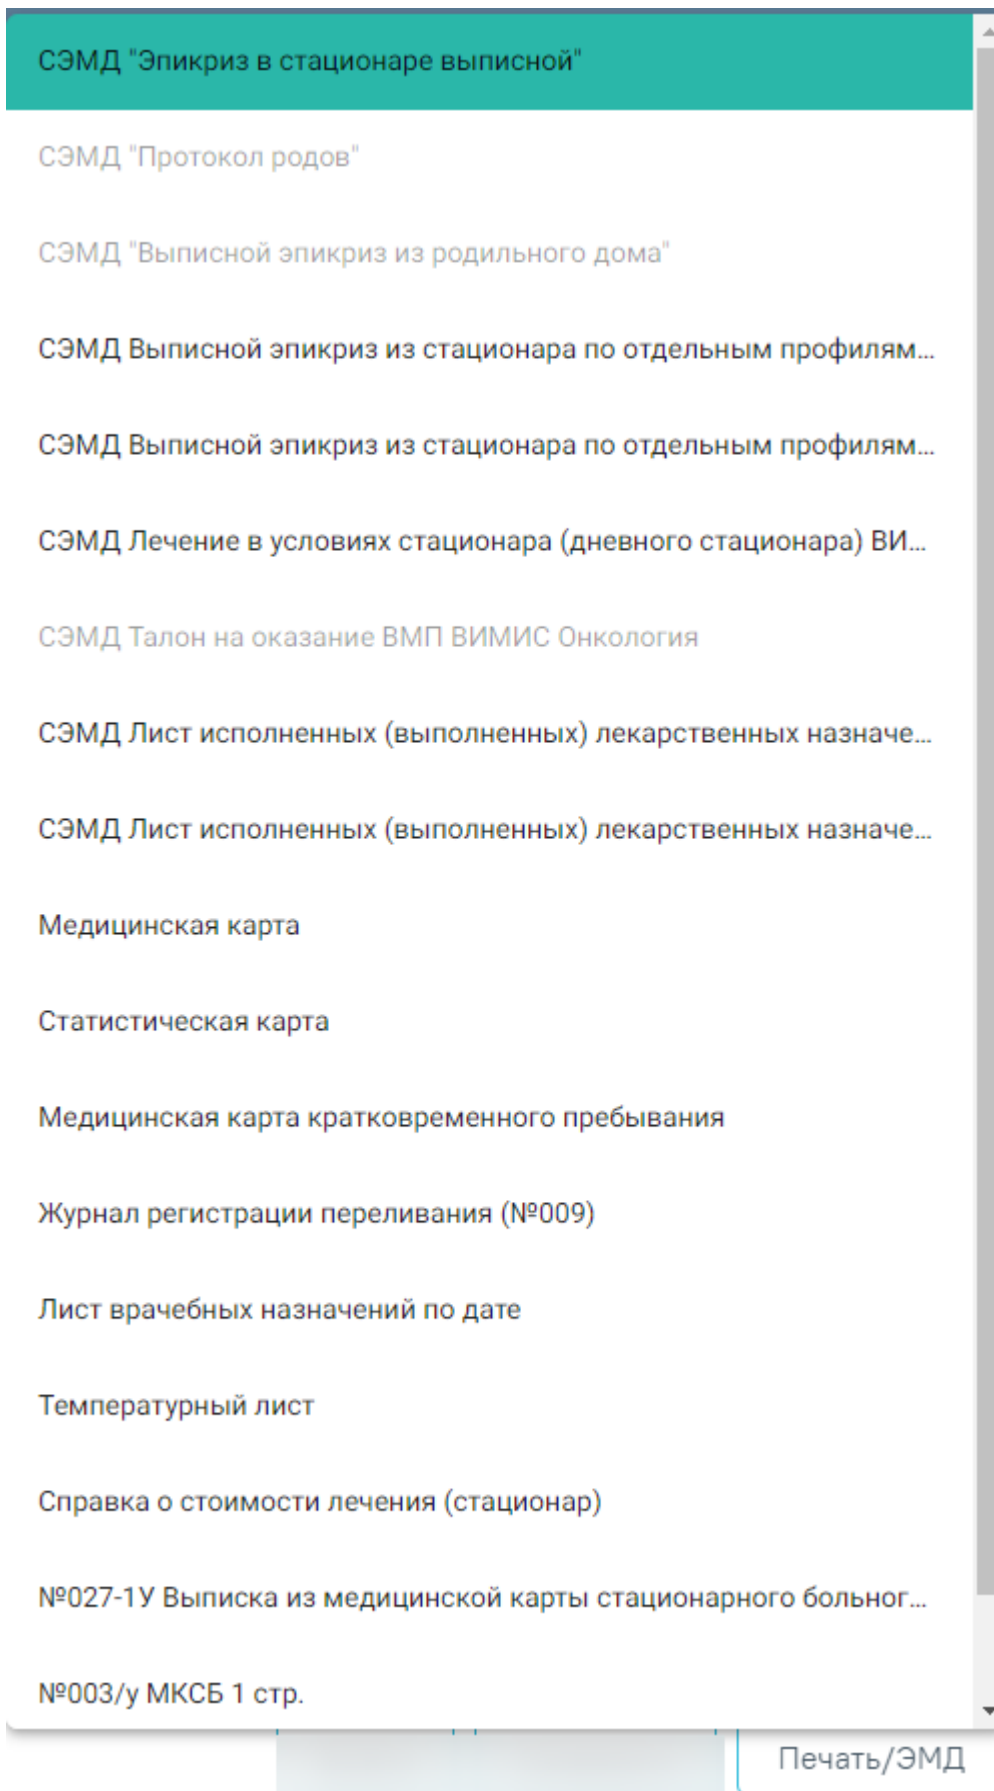 СЭМД "Эпикриз в стационаре выписной"
СЭМД "Протокол родов"
СЭМД "Выписной эпикриз из родильного дома"
СЭМД Выписной эпикриз из стационара по отдельным профилям...
СЭМД Выписной эпикриз из стационара по отдельным профилям...
СЭМД Лечение в условиях стационара (дневного стационара) ВИ...
СЭМД Талон на оказание ВМП ВИМИС Онкология
СЭМД Лист исполненных (выполненных) лекарственных назначе...
СЭМД Лист исполненных (выполненных) лекарственных назначе...
Медицинская карта
Статистическая карта
Медицинская карта кратковременного пребывания
Журнал регистрации переливания (№009)
Лист врачебных назначений по дате
Температурный лист
Справка о стоимости лечения (стационар)
№027-1У Выписка из медицинской карты стационарного больног...
№003/у МКСБ 1 стр.
Печать/ЭМД